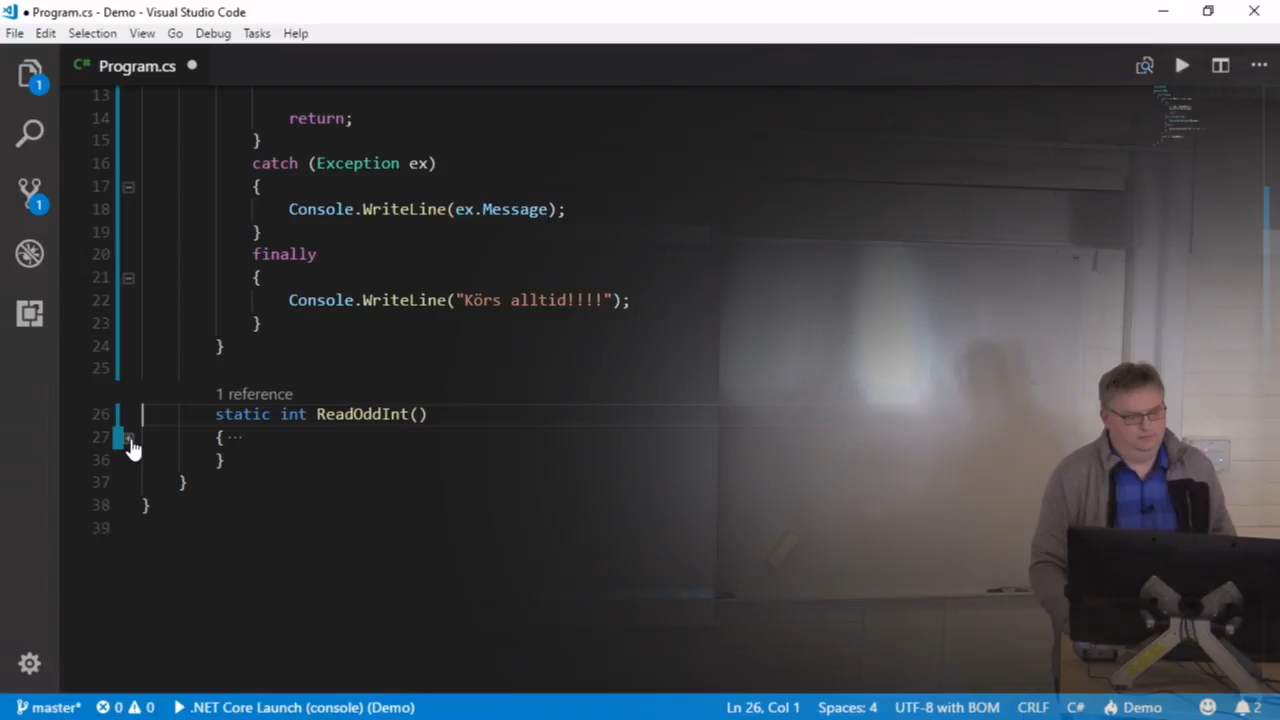 ● Program.cs - Demo - Visual Studio Code
File Edit Selection View Go Debug Tasks Help
C# Program.cs ●
13
14 return;
15 }
16 catch (Exception ex)
17 {
18 Console.WriteLine(ex.Message);
19 }
20 finally
21 {
22 Console.WriteLine("Körs alltid!!!!");
23 }
24 }
25
1 reference
26 static int ReadOddInt()
27 {...
36 }
37 }
38 }
39
1
1
master* 0 0 .NET Core Launch (console) (Demo) Ln 26, Col 1 Spaces: 4 UTF-8 with BOM CRLF C# Demo 2